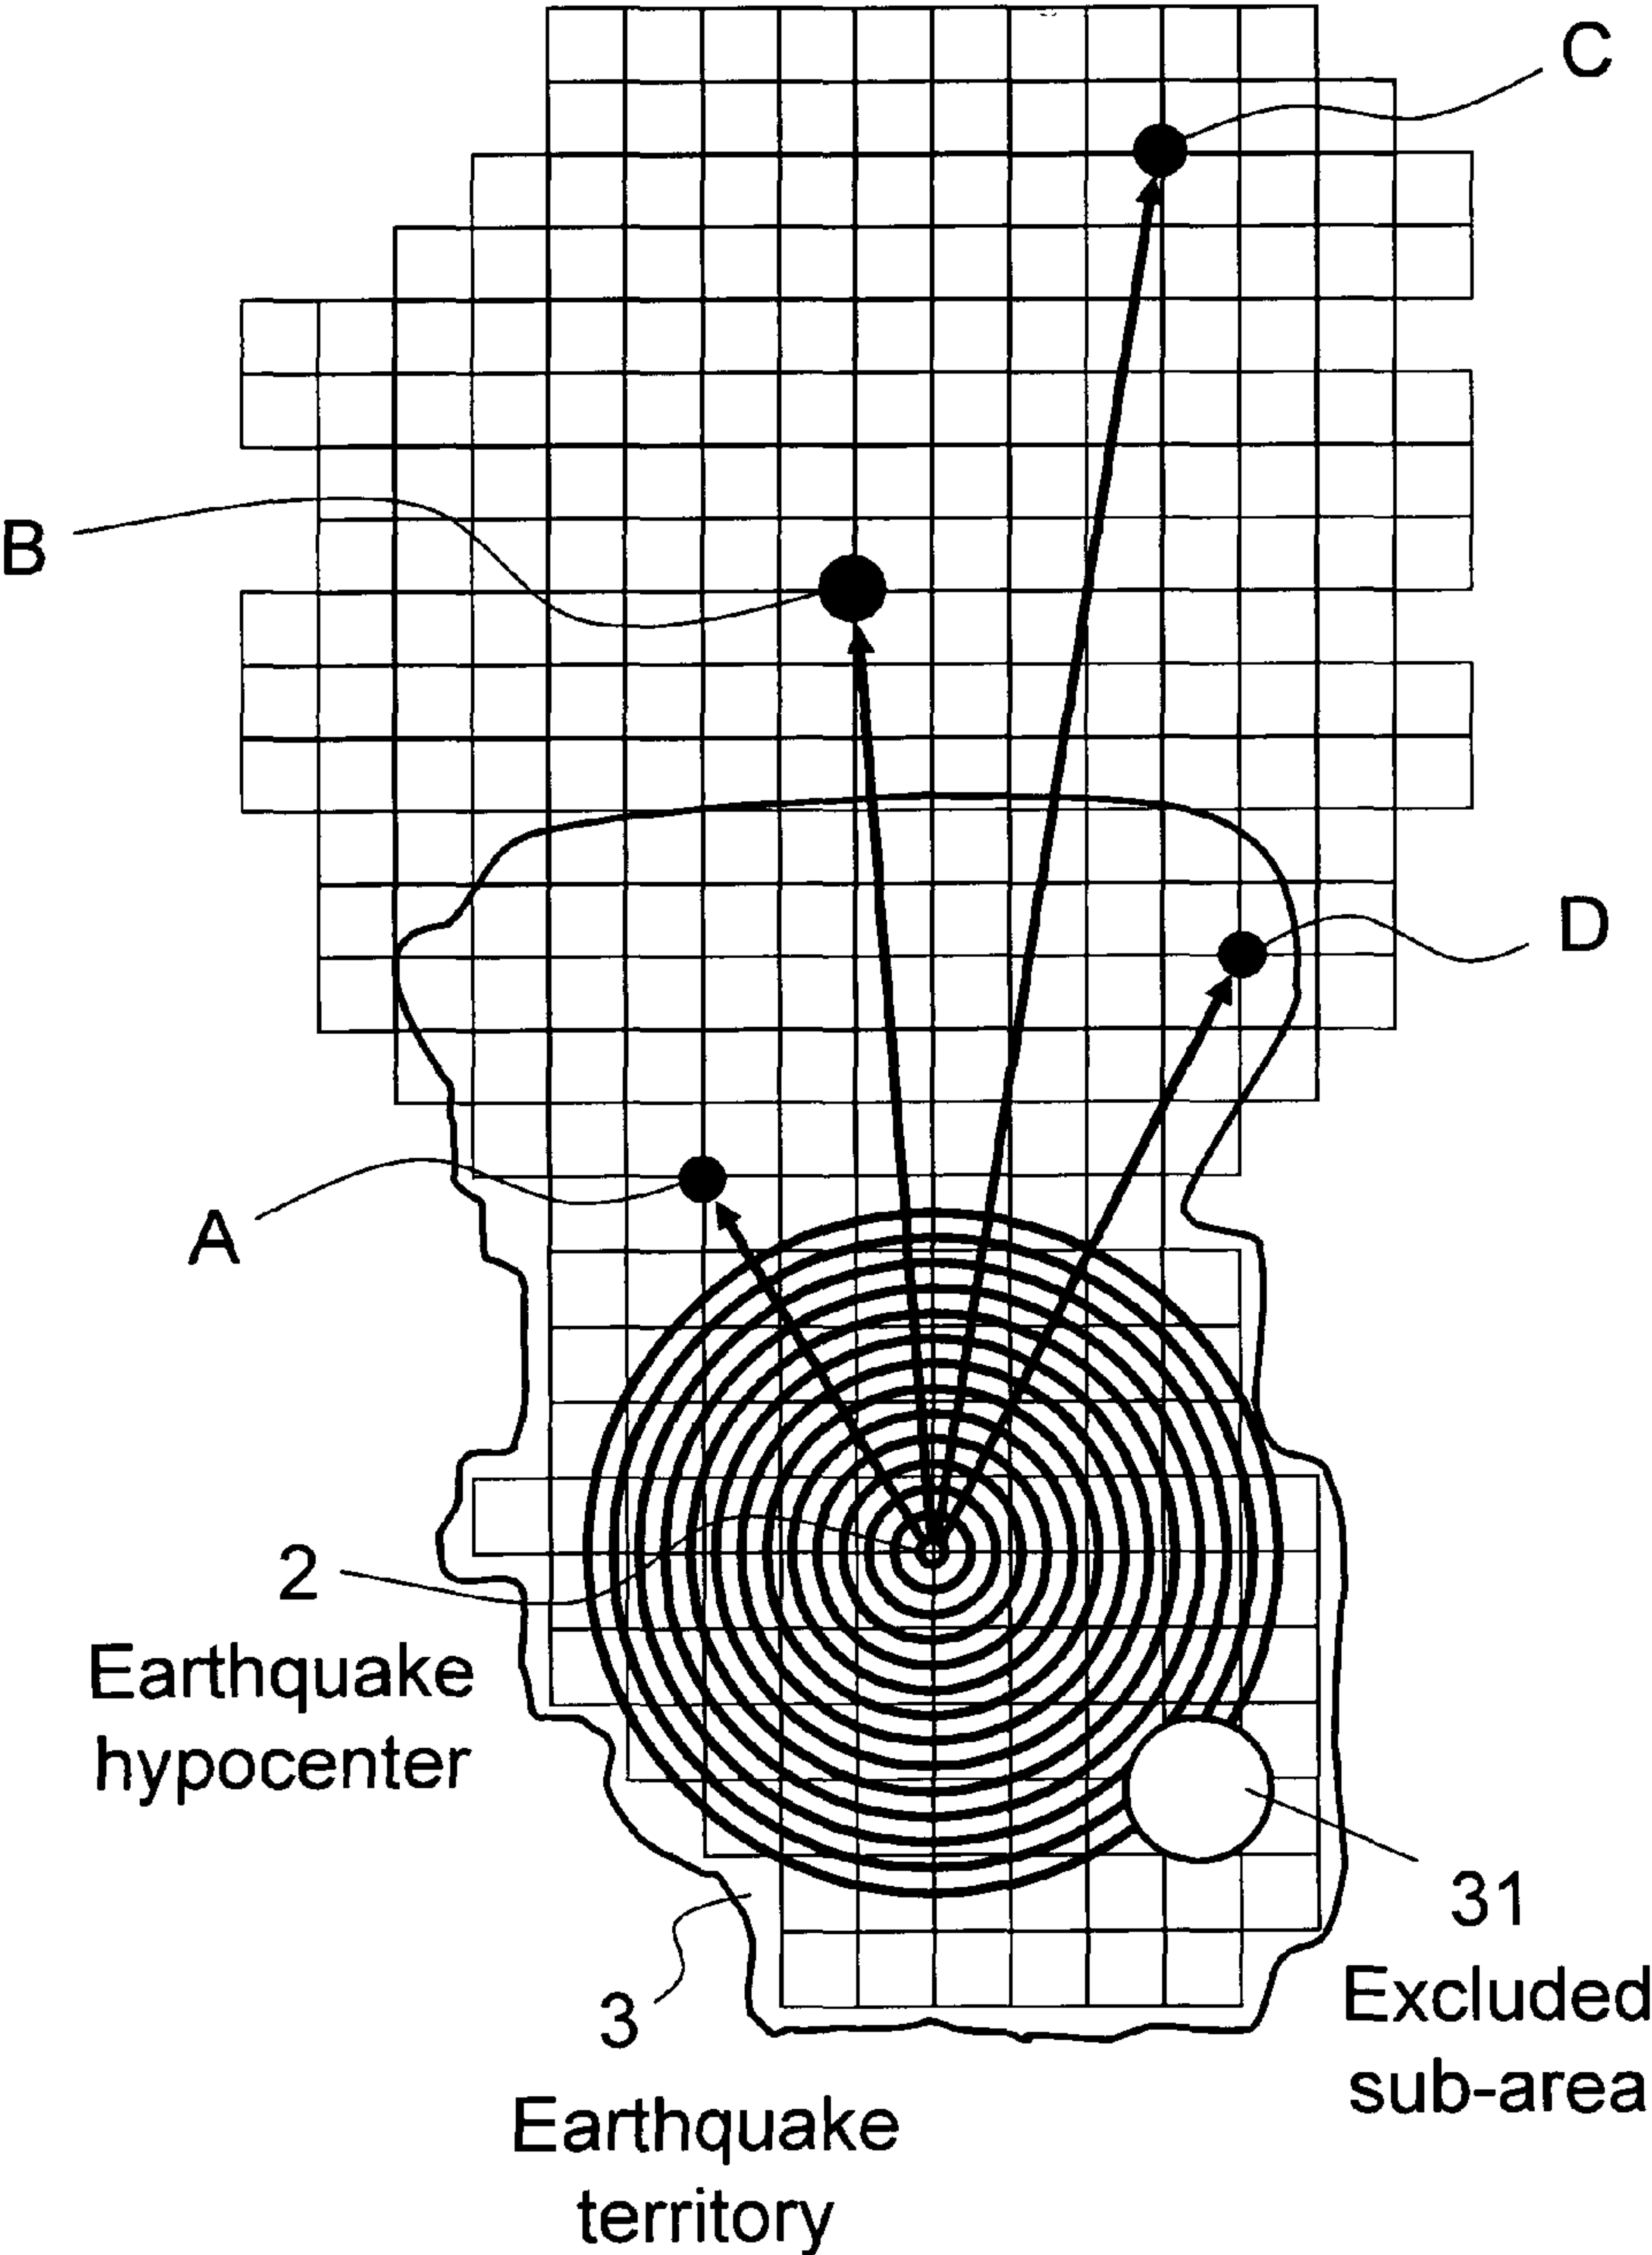 C
B
D
A
2
Earthquake
hypocenter
31
Excluded
sub-area
3
Earthquake
territory